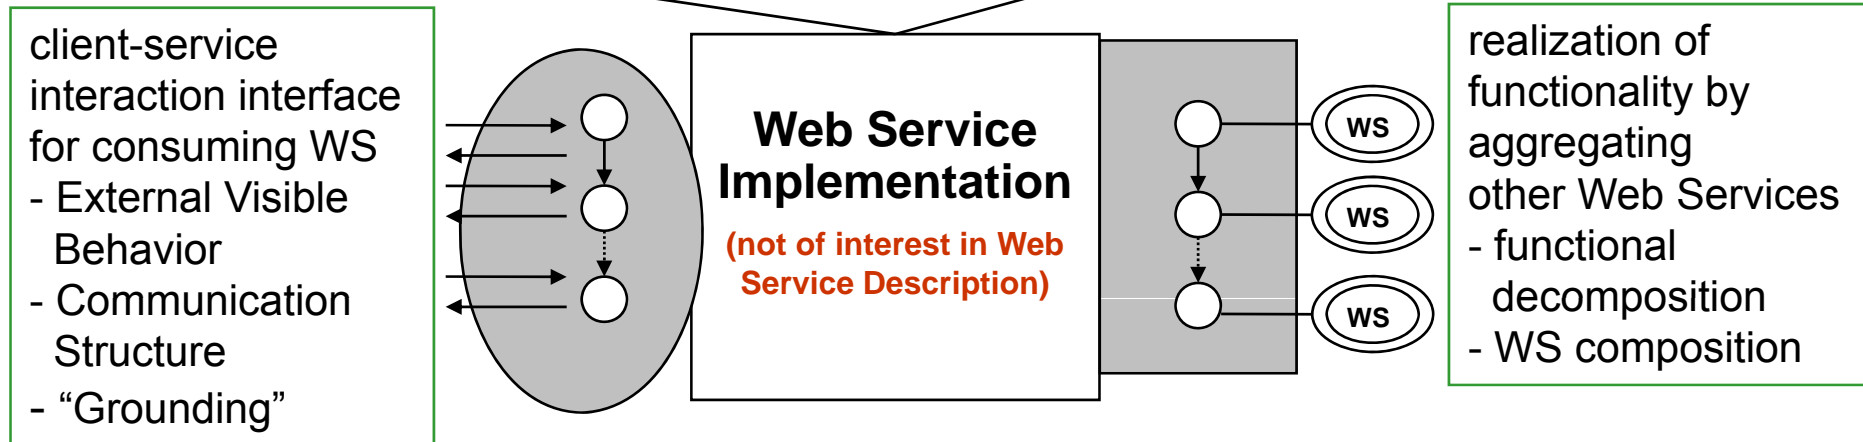 client-service
interaction interface
for consuming WS
- External Visible
Behavior
- Communication
Structure
- “Grounding”
Web Service
Implementation
(not of interest in Web
Service Description)
WS
WS
WS
realization of
functionality by
aggregating
other Web Services
- functional
decomposition
- WS composition